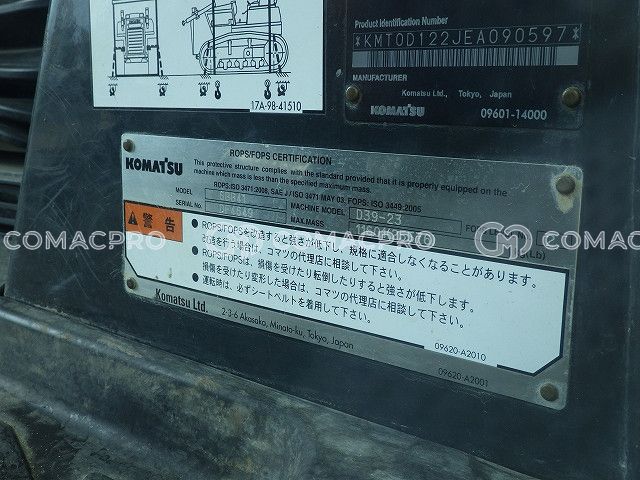 17A-98-41510
Product Identification Number
*KMT0D122JEA090597*
MANUFACTURER
Komatsu Ltd., Tokyo, Japan
KOMATSU 09601-14000
KOMATSU
ROPS/FOPS CERTIFICATION
This protective structure complies with the standard provided that it is properly equipped on the
machine which mass is less than the specified maximum mass.
ROPS: ISO 3471:2008, SAE J/ISO 3471 MAY 03, FOPS: ISO 3449:2005
MODEL MACHINE MODEL D39-23
SERIAL No. MAX.MASS
COMACPRO COMACPRO COMACPRO
警告
● ROPS/FOPSを改造すると強さが低下し、規格に適合しなくなることがあります。
改造を行う場合は、コマツの代理店に相談して下さい。
● ROPS/FOPSは、損傷を受けたり転倒したりすると強さが低下します。
損傷を受けたり変形した場合は、コマツの代理店に相談して下さい。
● 運転時は、必ずシートベルトを着用して下さい。
09620-A2010
Komatsu Ltd.
2-3-6 Akasaka, Minato-ku, Tokyo, Japan
09620-A2001